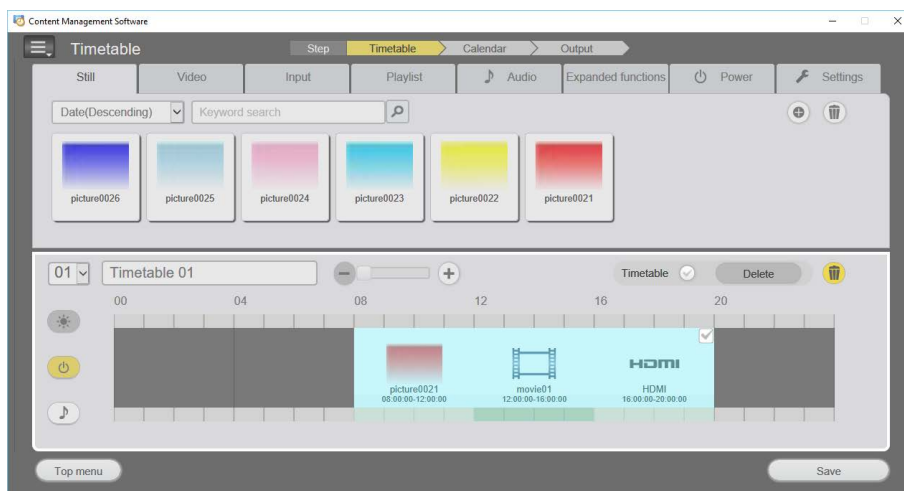 Content Management Software
Timetable
Step Timetable Calendar Output
Still Video Input Playlist Audio Expanded functions Power Settings
Date(Descending) Keyword search
picture0026 picture0025 picture0024 picture0023 picture0022 picture0021
01 Timetable 01 Timetable Delete
00 04 08 12 16 20
HDMI
picture0021 movie01 HDMI
08:00:00-12:00:00 12:00:00-16:00:00 16:00:00-20:00:00
Top menu Save